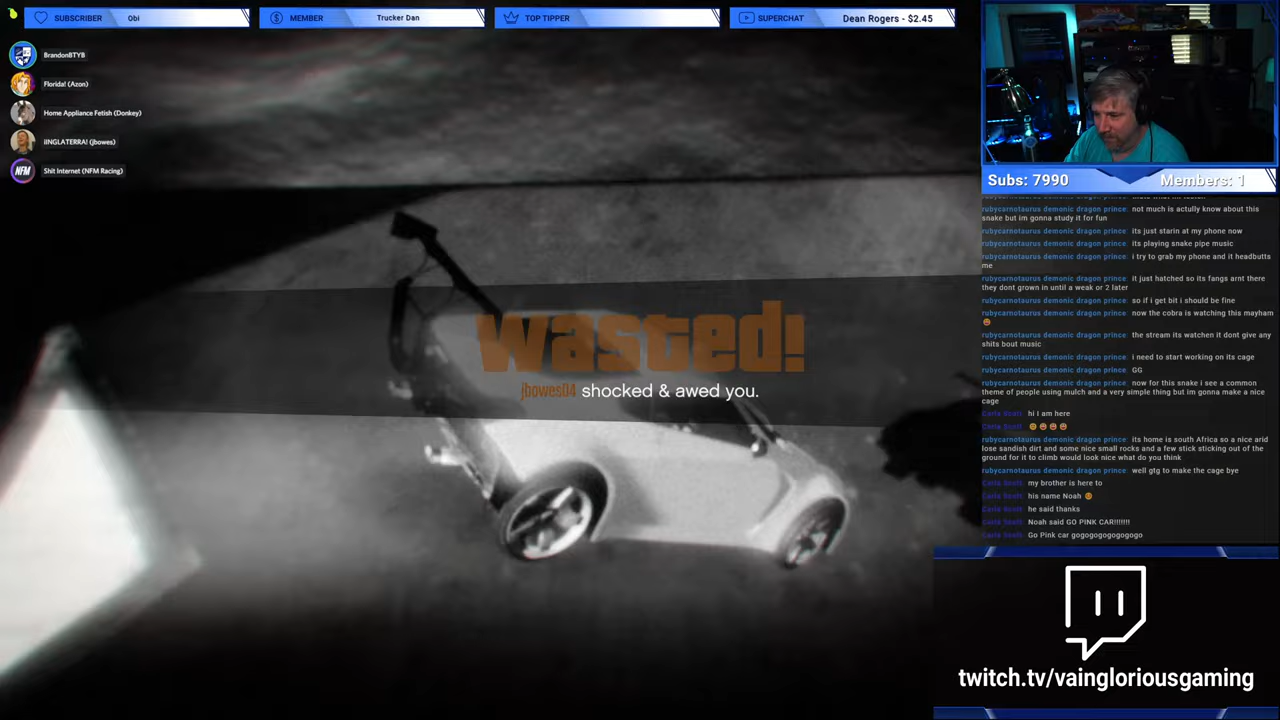 SUBSCRIBER Obi MEMBER Trucker Dan TOP TIPPER SUPERCHAT Dean Rogers - $2.45
BrandonBTYB
Florida! (Azon)
Home Appliance Fetish (Donkey)
iINGLATERRA! (jbowes)
NFM Shit Internet (NFM Racing)
wasted!
jbowes04 shocked & awed you.
Subs: 7990 Members: 1
rubycarnotaurus demonic dragon prince: not much is actully know about this
snake but im gonna study it for fun
rubycarnotaurus demonic dragon prince: its just starin at my phone now
rubycarnotaurus demonic dragon prince: its playing snake pipe music
rubycarnotaurus demonic dragon prince: i try to grab my phone and it headbutts
me
rubycarnotaurus demonic dragon prince: it just hatched so its fangs arnt there
they dont grown in until a weak or 2 later
rubycarnotaurus demonic dragon prince: so if i get bit i should be fine
rubycarnotaurus demonic dragon prince: now the cobra is watching this mayham
rubycarnotaurus demonic dragon prince: the stream its watchen it dont give any
shits bout music
rubycarnotaurus demonic dragon prince: i need to start working on its cage
rubycarnotaurus demonic dragon prince: GG
rubycarnotaurus demonic dragon prince: now for this snake i see a common
theme of people using mulch and a very simple thing but im gonna make a nice
cage
Carla Scott: hi I am here
Carla Scott:
rubycarnotaurus demonic dragon prince: its home is south Africa so a nice arid
lose sandish dirt and some nice small rocks and a few stick sticking out of the
ground for it to climb would look nice what do you think
rubycarnotaurus demonic dragon prince: well gtg to make the cage bye
Carla Scott: my brother is here to
Carla Scott: his name Noah
Carla Scott: he said thanks
Carla Scott: Noah said GO PINK CAR!!!!!!!
Carla Scott: Go Pink car gogogogogogogogo
twitch.tv/vaingloriousgaming